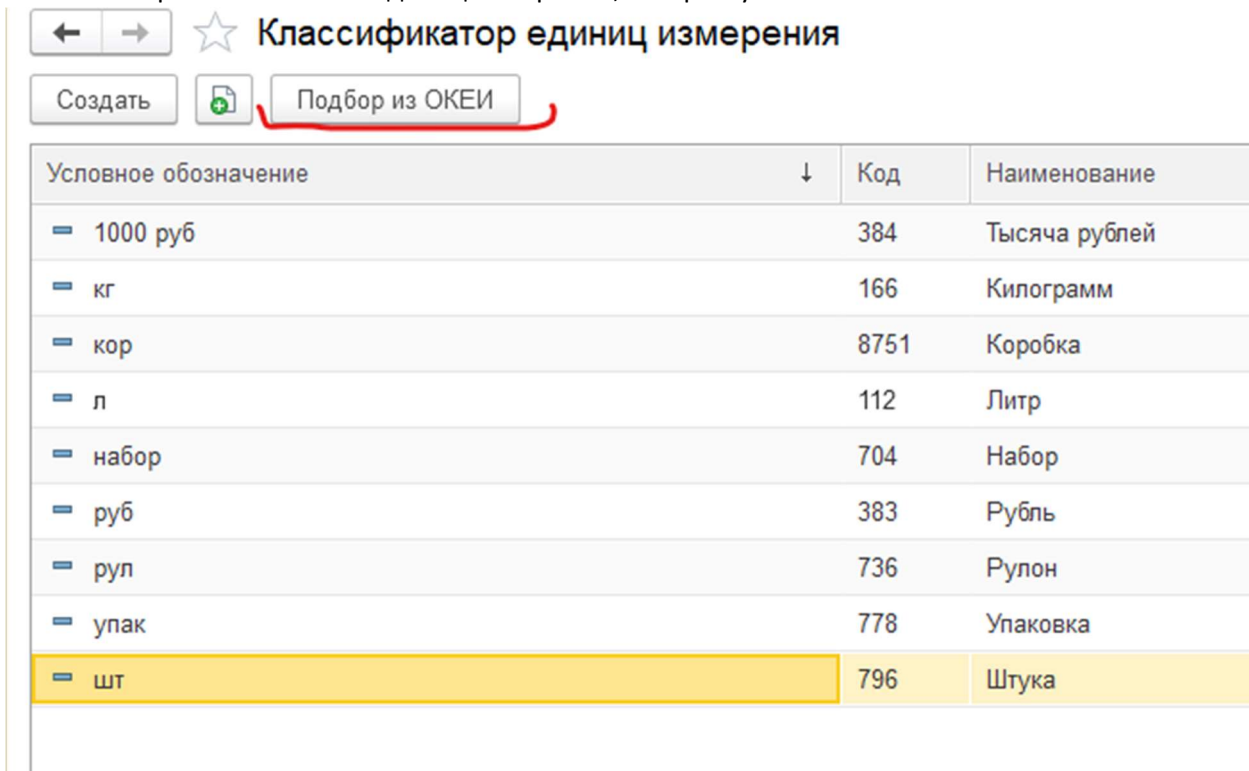 Классификатор единиц измерения
Создать Подбор из ОКЕИ
Условное обозначение ↓ Код Наименование
1000 руб 384 Тысяча рублей
кг 166 Килограмм
кор 8751 Коробка
л 112 Литр
набор 704 Набор
руб 383 Рубль
рул 736 Рулон
упак 778 Упаковка
шт 796 Штука